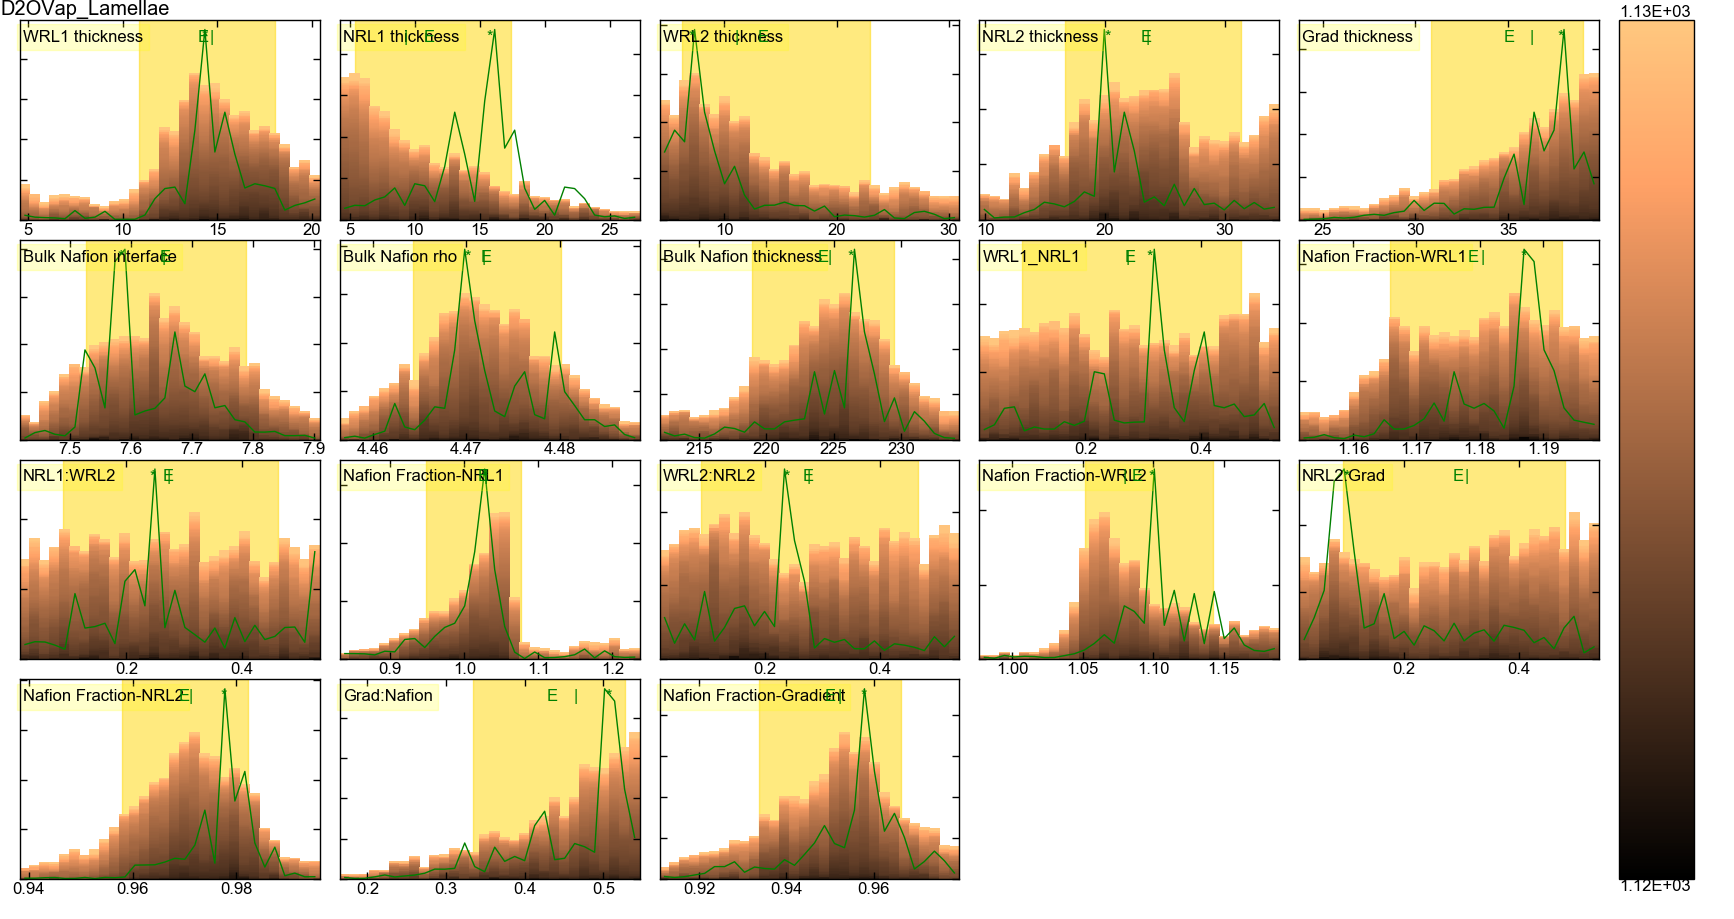 D2OVap_Lamellae
1.13E+03
WRL1 thickness E|
NRL1 thickness | E *
WRL2 thickness * | E
NRL2 thickness * E|
Grad thickness E | *
5 10 15 20
5 10 15 20 25
10 20 30
10 20 30
25 30 35
Bulk Nafion interface * |E
Bulk Nafion rho * |E
Bulk Nafion thickness E| *
WRL1_NRL1 |E *
Nafion Fraction-WRL1 E| *
7.5 7.6 7.7 7.8 7.9
4.46 4.47 4.48
215 220 225 230
0.2 0.4
1.16 1.17 1.18 1.19
NRL1:WRL2 * E|
Nafion Fraction-NRL1
WRL2:NRL2 * E|
Nafion Fraction-WRL2 |E *
NRL2:Grad * E|
0.2 0.4
0.9 1.0 1.1 1.2
0.2 0.4
1.00 1.05 1.10 1.15
0.2 0.4
Nafion Fraction-NRL2 E| *
Grad:Nafion E | *
Nafion Fraction-Gradient E| *
0.94 0.96 0.98
0.2 0.3 0.4 0.5
0.92 0.94 0.96
1.12E+03